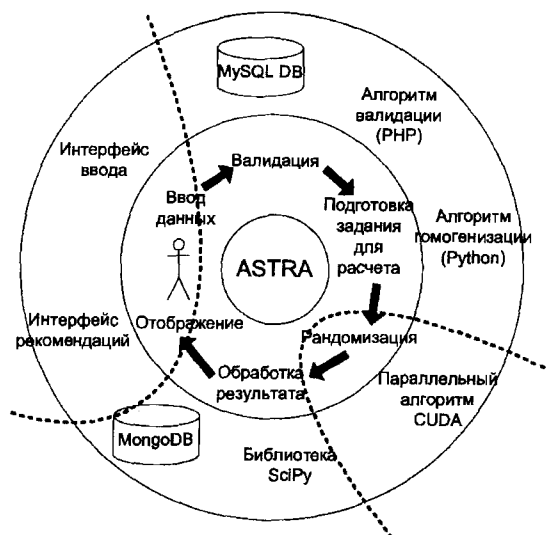 MySQL DB
Алгоритм
валидации
(PHP)
Интерфейс
ввода
Валидация
Ввод
данных
Подготовка
задания
для
расчета
Алгоритм
гомогенизации
(Python)
ASTRA
Интерфейс
рекомендаций
Отображение
Рандомизация
Обработка
результата
Параллельный
алгоритм
CUDA
MongoDB
Библиотека
SciPy